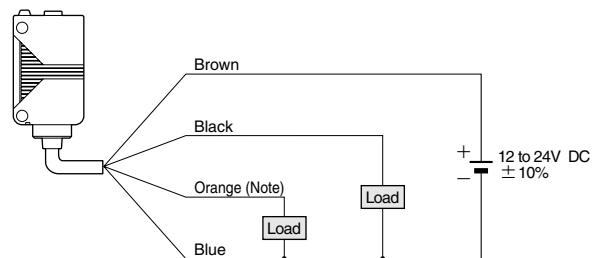 Brown
Black
+
12 to 24V DC
− ± 10%
Orange (Note)
Load
Load
Blue